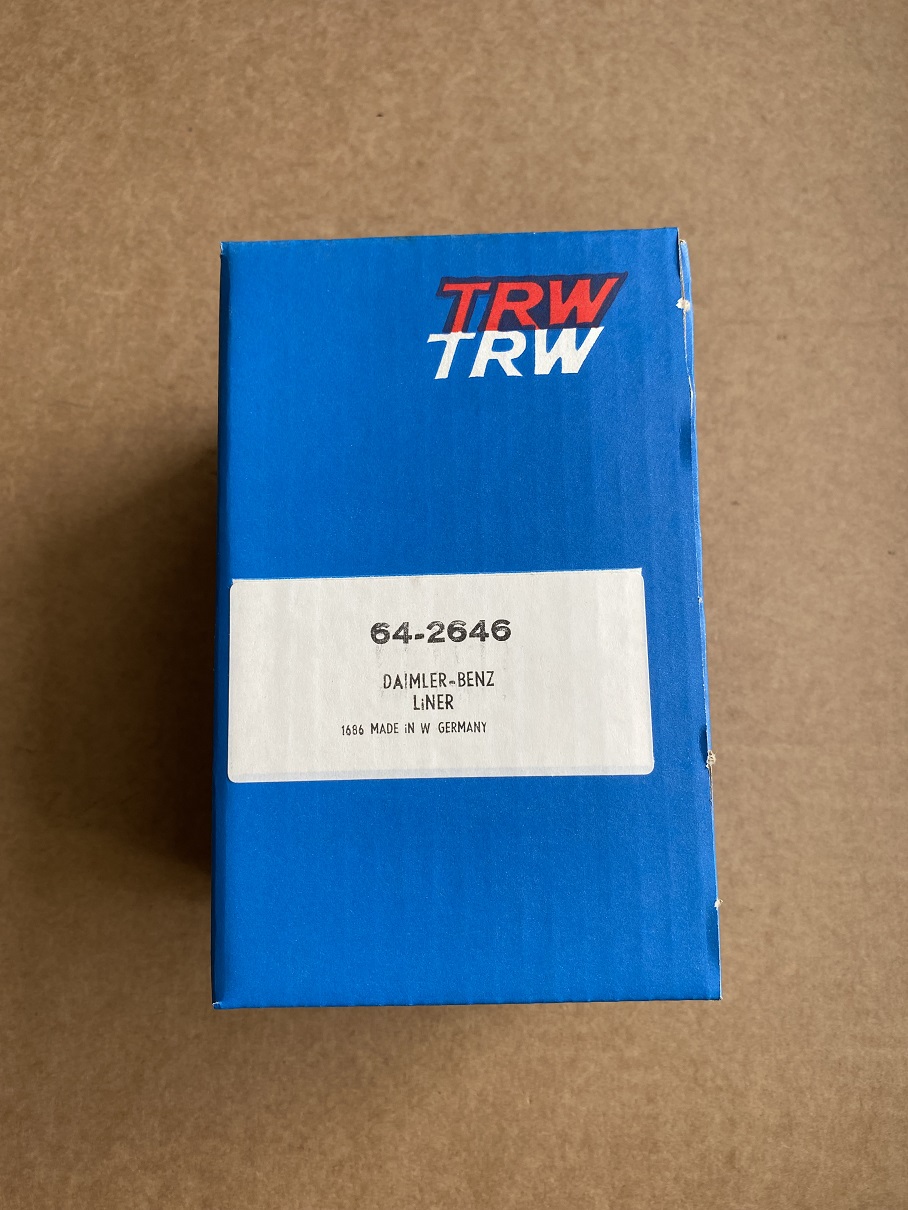 TRW
TRW
64-2646
DAIMLER-BENZ
LiNER
1686 MADE iN W GERMANY